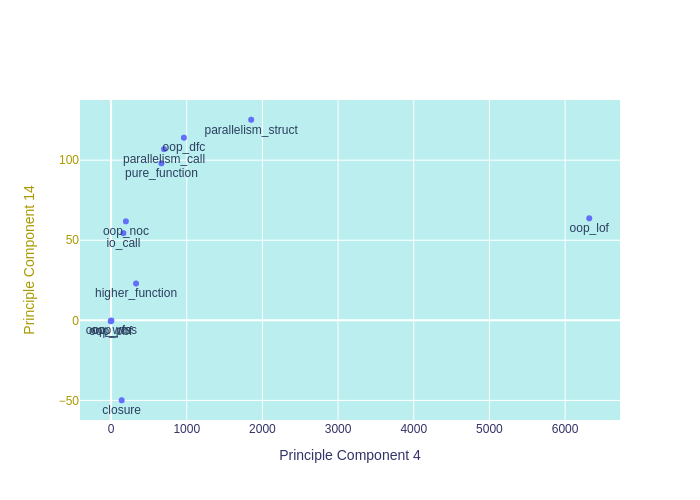 parallelism_struct
oop_dfc
parallelism_call
pure_function
oop_noc
io_call
oop_lof
higher_function
closure
100
50
0
−50
0
1000
2000
3000
4000
5000
6000
Principle Component 14
Principle Component 4